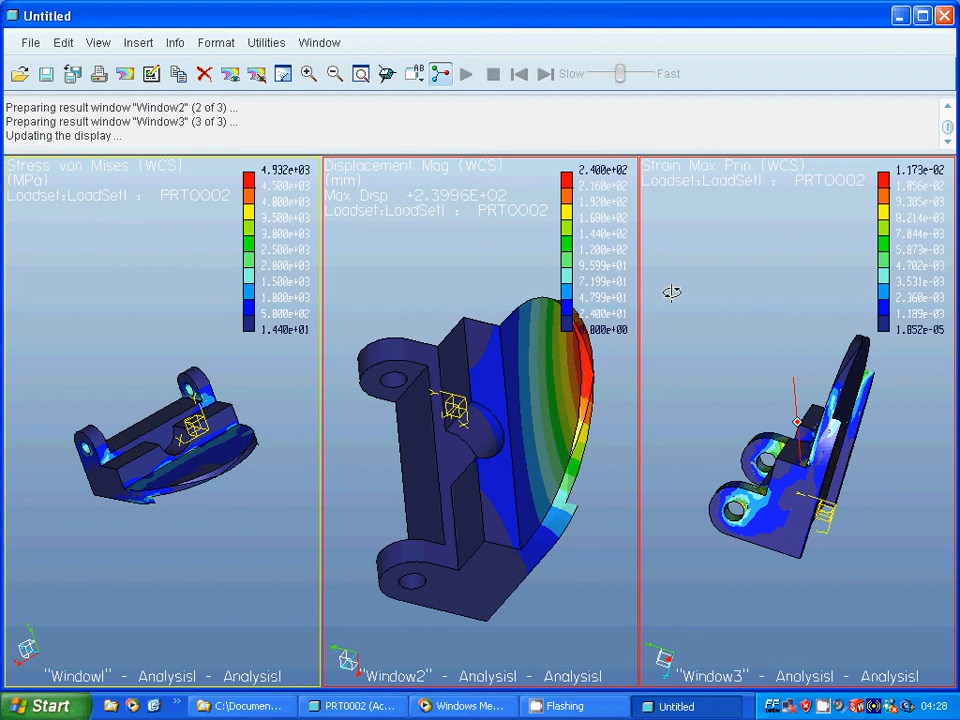 Untitled
File Edit View Insert Info Format Utilities Window
Slow Fast
Preparing result window "Window2" (2 of 3) ...
Preparing result window "Window3" (3 of 3) ...
Updating the display ...
Stress von Mises (WCS)
(MPa)
Loadset:LoadSet1 : PRT0002
4.932e+03
4.500e+03
4.000e+03
3.500e+03
3.000e+03
2.500e+03
2.000e+03
1.500e+03
1.000e+03
5.000e+02
1.440e+01
Displacement Mag (WCS)
(mm)
Max Disp +2.3996E+02
Loadset:LoadSet1 : PRT0002
2.400e+02
2.160e+02
1.920e+02
1.680e+02
1.440e+02
1.200e+02
9.599e+01
7.199e+01
4.799e+01
2.400e+01
0.000e+00
Strain Max Prin (WCS)
Loadset:LoadSet1 : PRT0002
1.173e-02
1.056e-02
9.385e-03
8.214e-03
7.044e-03
5.873e-03
4.702e-03
3.531e-03
2.360e-03
1.189e-03
1.852e-05
"Window1" - Analysis1 - Analysis1
"Window2" - Analysis1 - Analysis1
"Window3" - Analysis1 - Analysis1
Start
C:\Documen...
PRT0002 (Ac...
Windows Me...
Flashing
Untitled
04:28